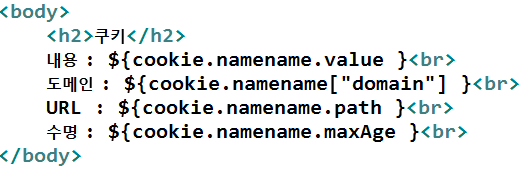 <body>
<h2>쿠키</h2>
내용 : ${cookie.namename.value }<br>
도메인 : ${cookie.namename["domain"] }<br>
URL : ${cookie.namename.path }<br>
수명 : ${cookie.namename.maxAge }<br>
</body>